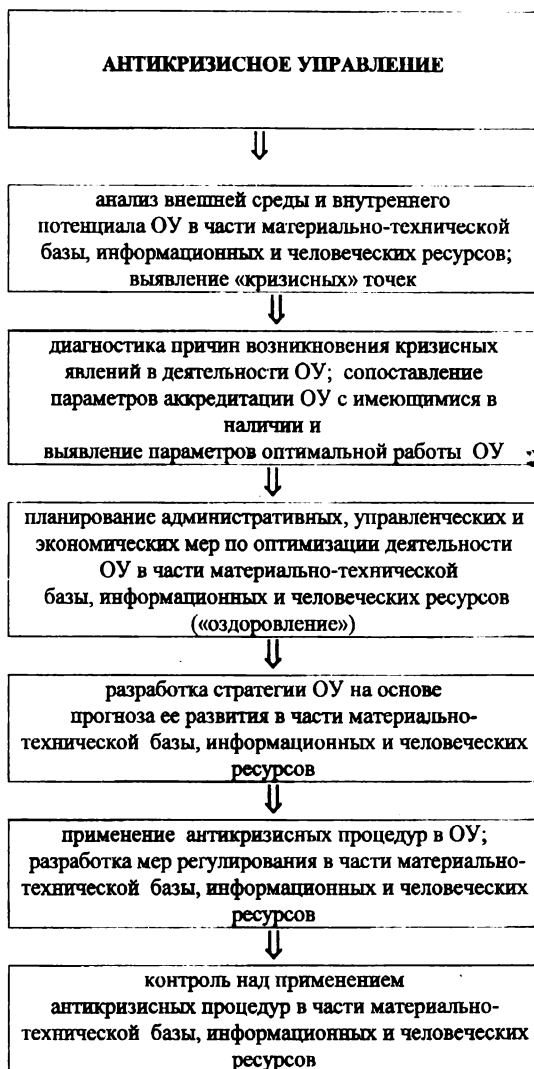 АНТИКРИЗИСНОЕ УПРАВЛЕНИЕ
анализ внешней среды и внутреннего
потенциала ОУ в части материально-технической
базы, информационных и человеческих ресурсов;
выявление «кризисных» точек
диагностика причин возникновения кризисных
явлений в деятельности ОУ; сопоставление
параметров аккредитации ОУ с имеющимися в
наличии и
выявление параметров оптимальной работы ОУ
планирование административных, управленческих и
экономических мер по оптимизации деятельности
ОУ в части материально-технической
базы, информационных и человеческих ресурсов
(«оздоровление»)
разработка стратегии ОУ на основе
прогноза ее развития в части материально-
технической базы, информационных и человеческих
ресурсов
применение антикризисных процедур в ОУ;
разработка мер регулирования в части материально-
технической базы, информационных и человеческих
ресурсов
контроль над применением
антикризисных процедур в части материально-
технической базы, информационных и человеческих
ресурсов